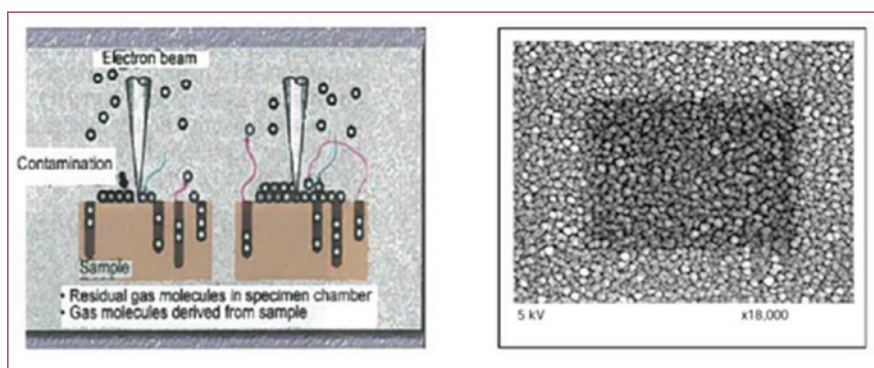 Electron beam
Contamination
Sample
• Residual gas molecules in specimen chamber
• Gas molecules derived from sample
5 kV
x18,000